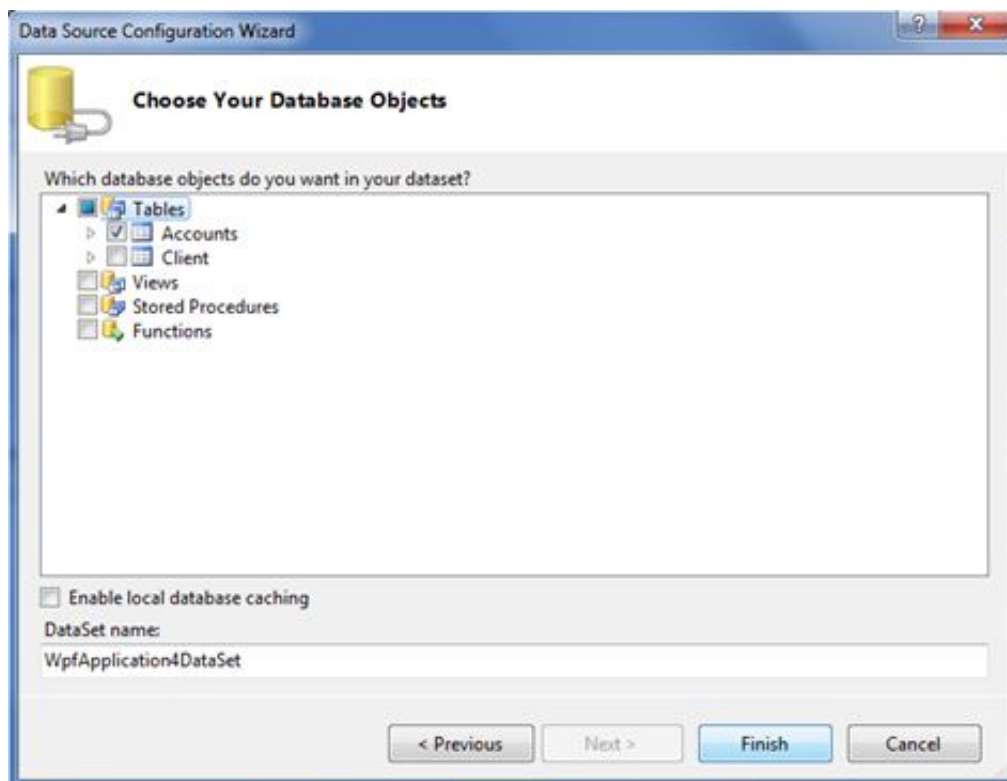 Data Source Configuration Wizard
Choose Your Database Objects
Which database objects do you want in your dataset?
Tables
Accounts
Client
Views
Stored Procedures
Functions
Enable local database caching
DataSet name:
WpfApplication4DataSet
< Previous Next > Finish Cancel